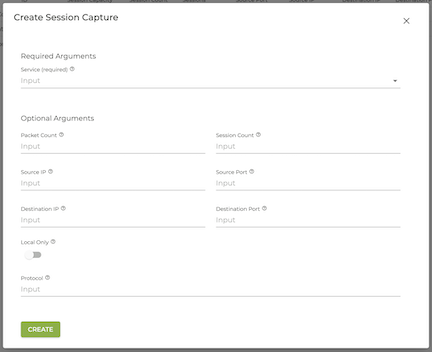 Create Session Capture
Required Arguments
Service (required)
Input
Optional Arguments
Packet Count
Session Count
Input
Input
Source IP
Source Port
Input
Input
Destination IP
Destination Port
Input
Input
Local Only
Protocol
Input
CREATE